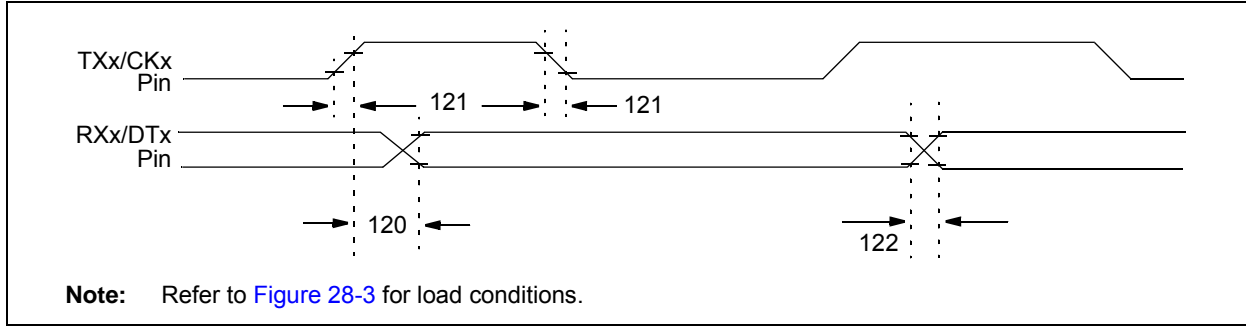 TXx/CKx
Pin
121
121
RXx/DTx
Pin
120
122
Note: Refer to Figure 28-3 for load conditions.